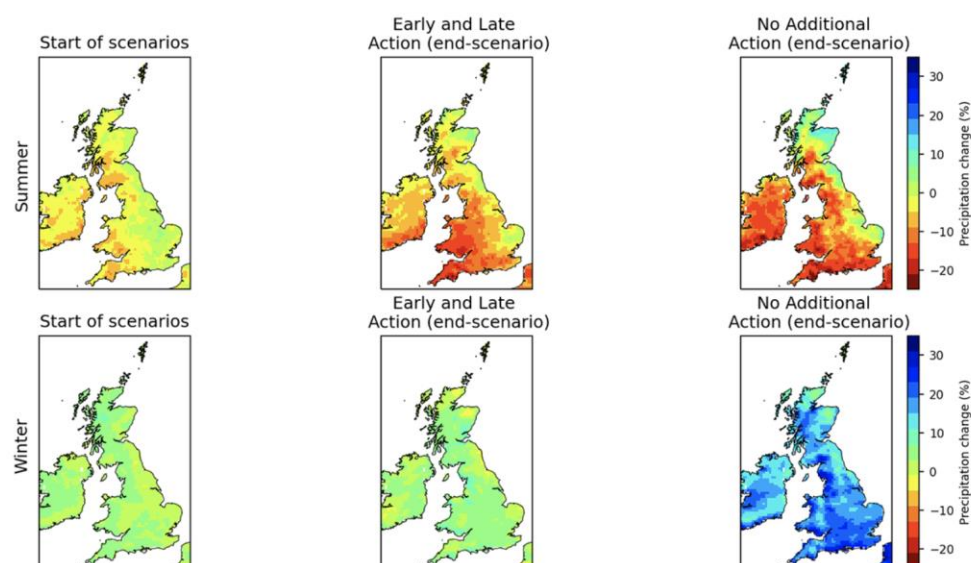 Start of scenarios
Early and Late
Action (end-scenario)
No Additional
Action (end-scenario)
Summer
30
20
10
0
−10
−20
Precipitation change (%)
Start of scenarios
Early and Late
Action (end-scenario)
No Additional
Action (end-scenario)
Winter
30
20
10
0
−10
−20
Precipitation change (%)